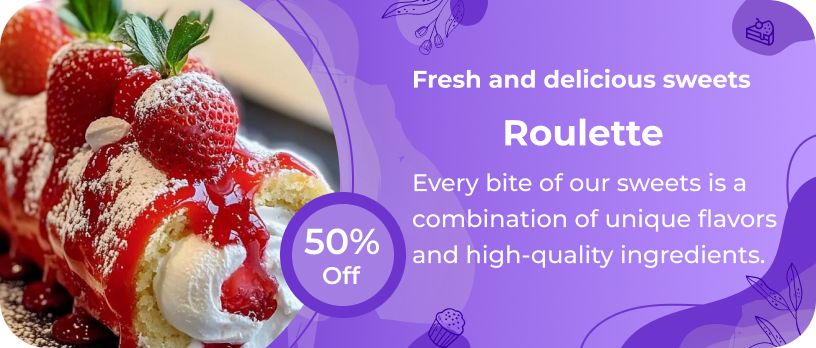 Fresh and delicious sweets
Roulette
Every bite of our sweets is a
combination of unique flavors
and high-quality ingredients.
50%
Off